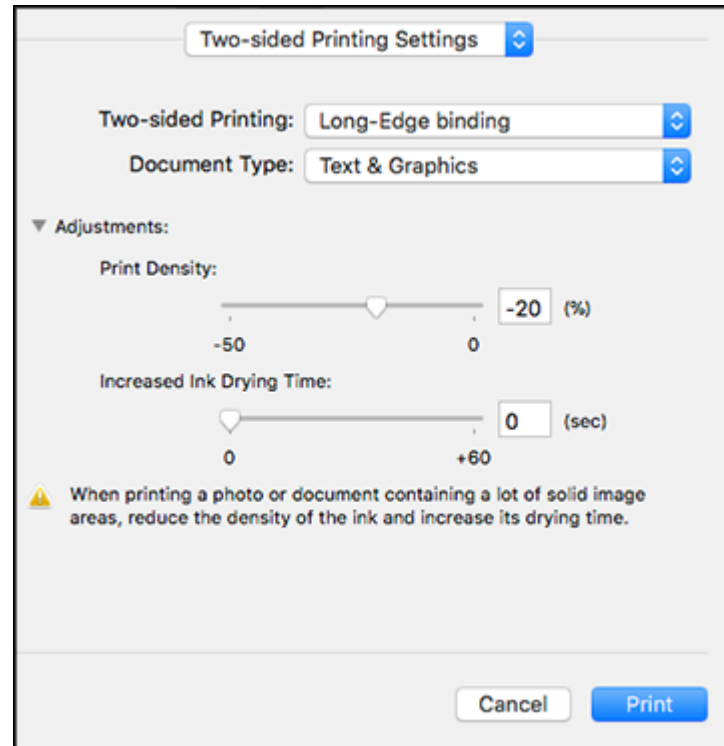 Two-sided Printing Settings
Two-sided Printing: Long-Edge binding
Document Type: Text & Graphics
Adjustments:
Print Density:
-20 (%)
-50 0
Increased Ink Drying Time:
0 (sec)
0 +60
When printing a photo or document containing a lot of solid image
areas, reduce the density of the ink and increase its drying time.
Cancel Print